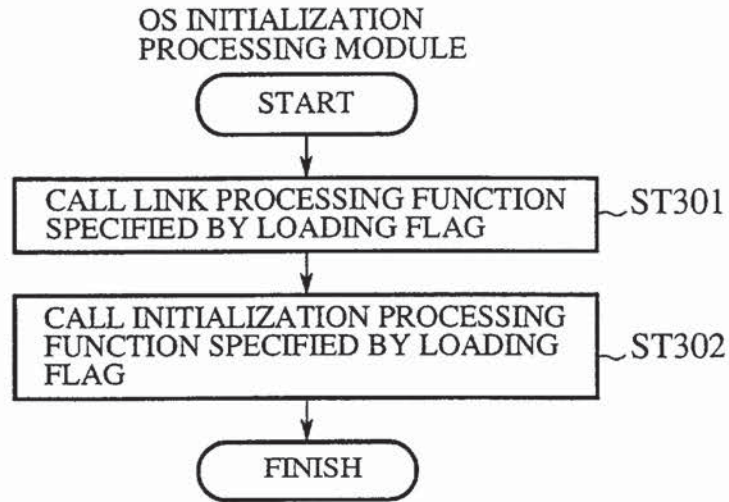 OS INITIALIZATION
PROCESSING MODULE
START
CALL LINK PROCESSING FUNCTION
SPECIFIED BY LOADING FLAG
ST301
CALL INITIALIZATION PROCESSING
FUNCTION SPECIFIED BY LOADING
FLAG
ST302
FINISH